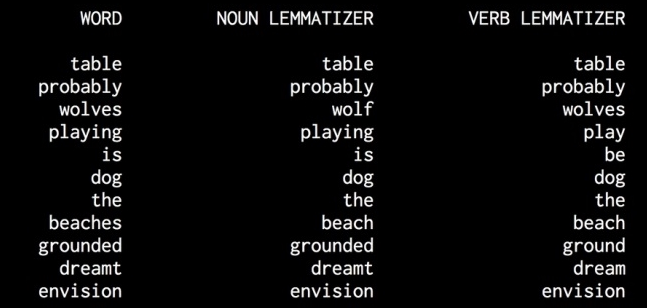 WORD NOUN LEMMATIZER VERB LEMMATIZER
table table table
probably probably probably
wolves wolf wolves
playing playing play
is is be
dog dog dog
the the the
beaches beach beach
grounded grounded ground
dreamt dreamt dream
envision envision envision